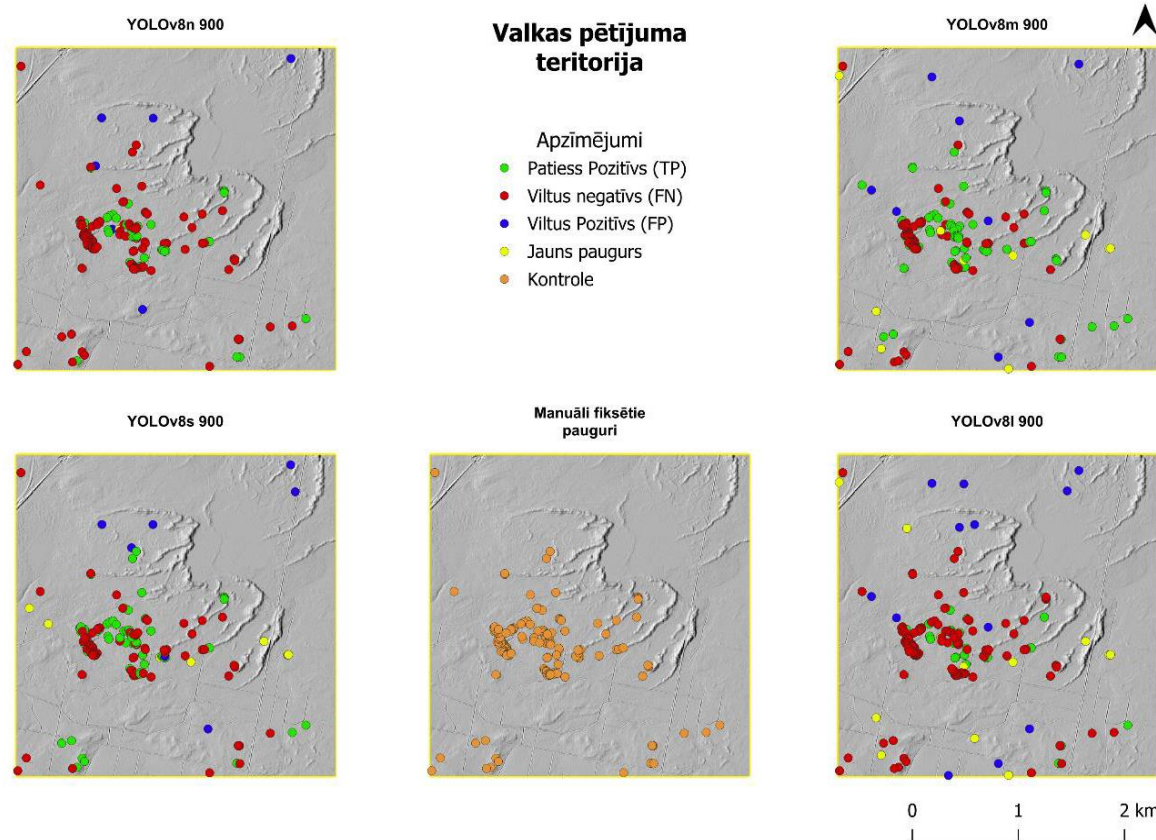 YOLOv8n 900
Valkas pētījuma
teritorija
YOLOv8m 900
Apzīmējumi
Patiess Pozitīvs (TP)
Viltus negatīvs (FN)
Viltus Pozitīvs (FP)
Jauns paugurs
Kontrole
YOLOv8s 900
Manuāli fiksētie
pauguri
YOLOv8l 900
0 1 2 km